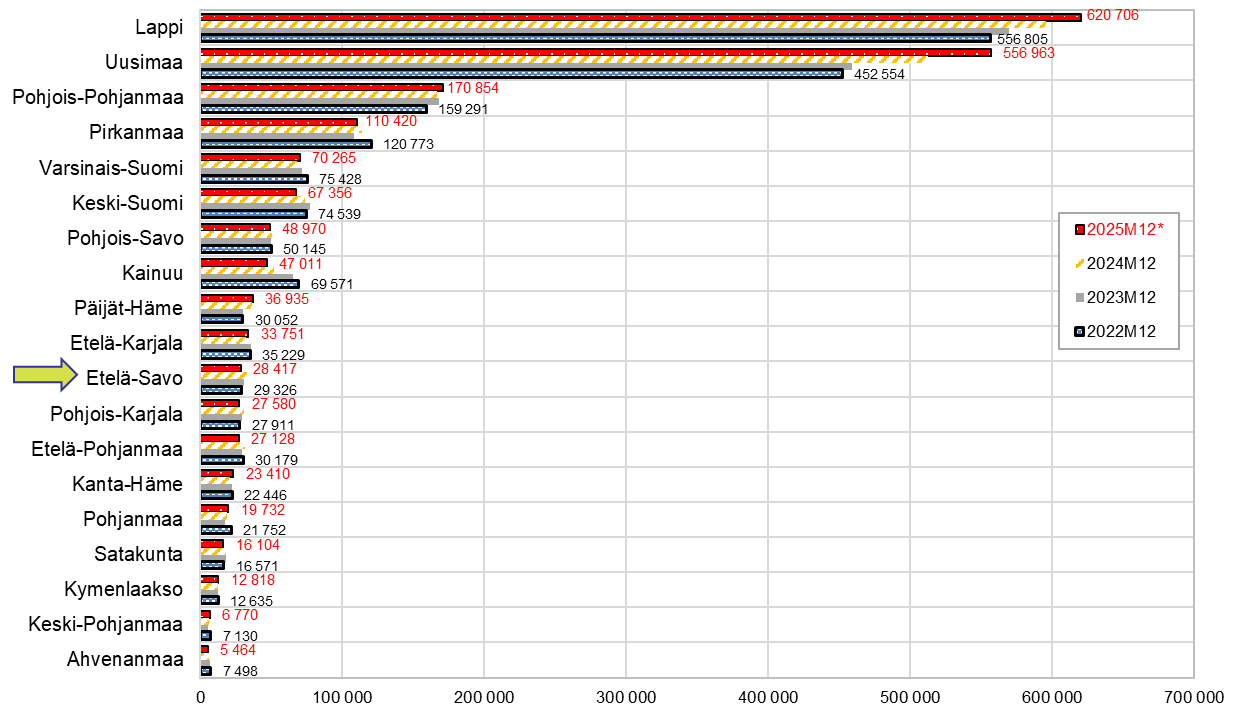 Lappi
620 706
556 805
Uusimaa
556 963
452 554
Pohjois-Pohjanmaa
170 854
159 291
Pirkanmaa
110 420
120 773
Varsinais-Suomi
70 265
75 428
Keski-Suomi
67 356
74 539
Pohjois-Savo
48 970
50 145
Kainuu
47 011
69 571
Päijät-Häme
36 935
30 052
Etelä-Karjala
33 751
35 229
Etelä-Savo
28 417
29 326
Pohjois-Karjala
27 580
27 911
Etelä-Pohjanmaa
27 128
30 179
Kanta-Häme
23 410
22 446
Pohjanmaa
19 732
21 752
Satakunta
16 104
16 571
Kymenlaakso
12 818
12 635
Keski-Pohjanmaa
6 770
7 130
Ahvenanmaa
5 464
7 498
2025M12*
2024M12
2023M12
2022M12
0 100 000 200 000 300 000 400 000 500 000 600 000 700 000